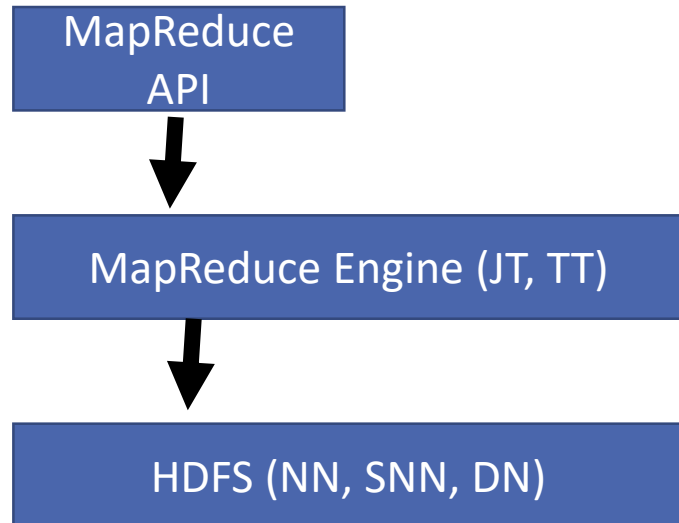 MapReduce
API
MapReduce Engine (JT, TT)
HDFS (NN, SNN, DN)